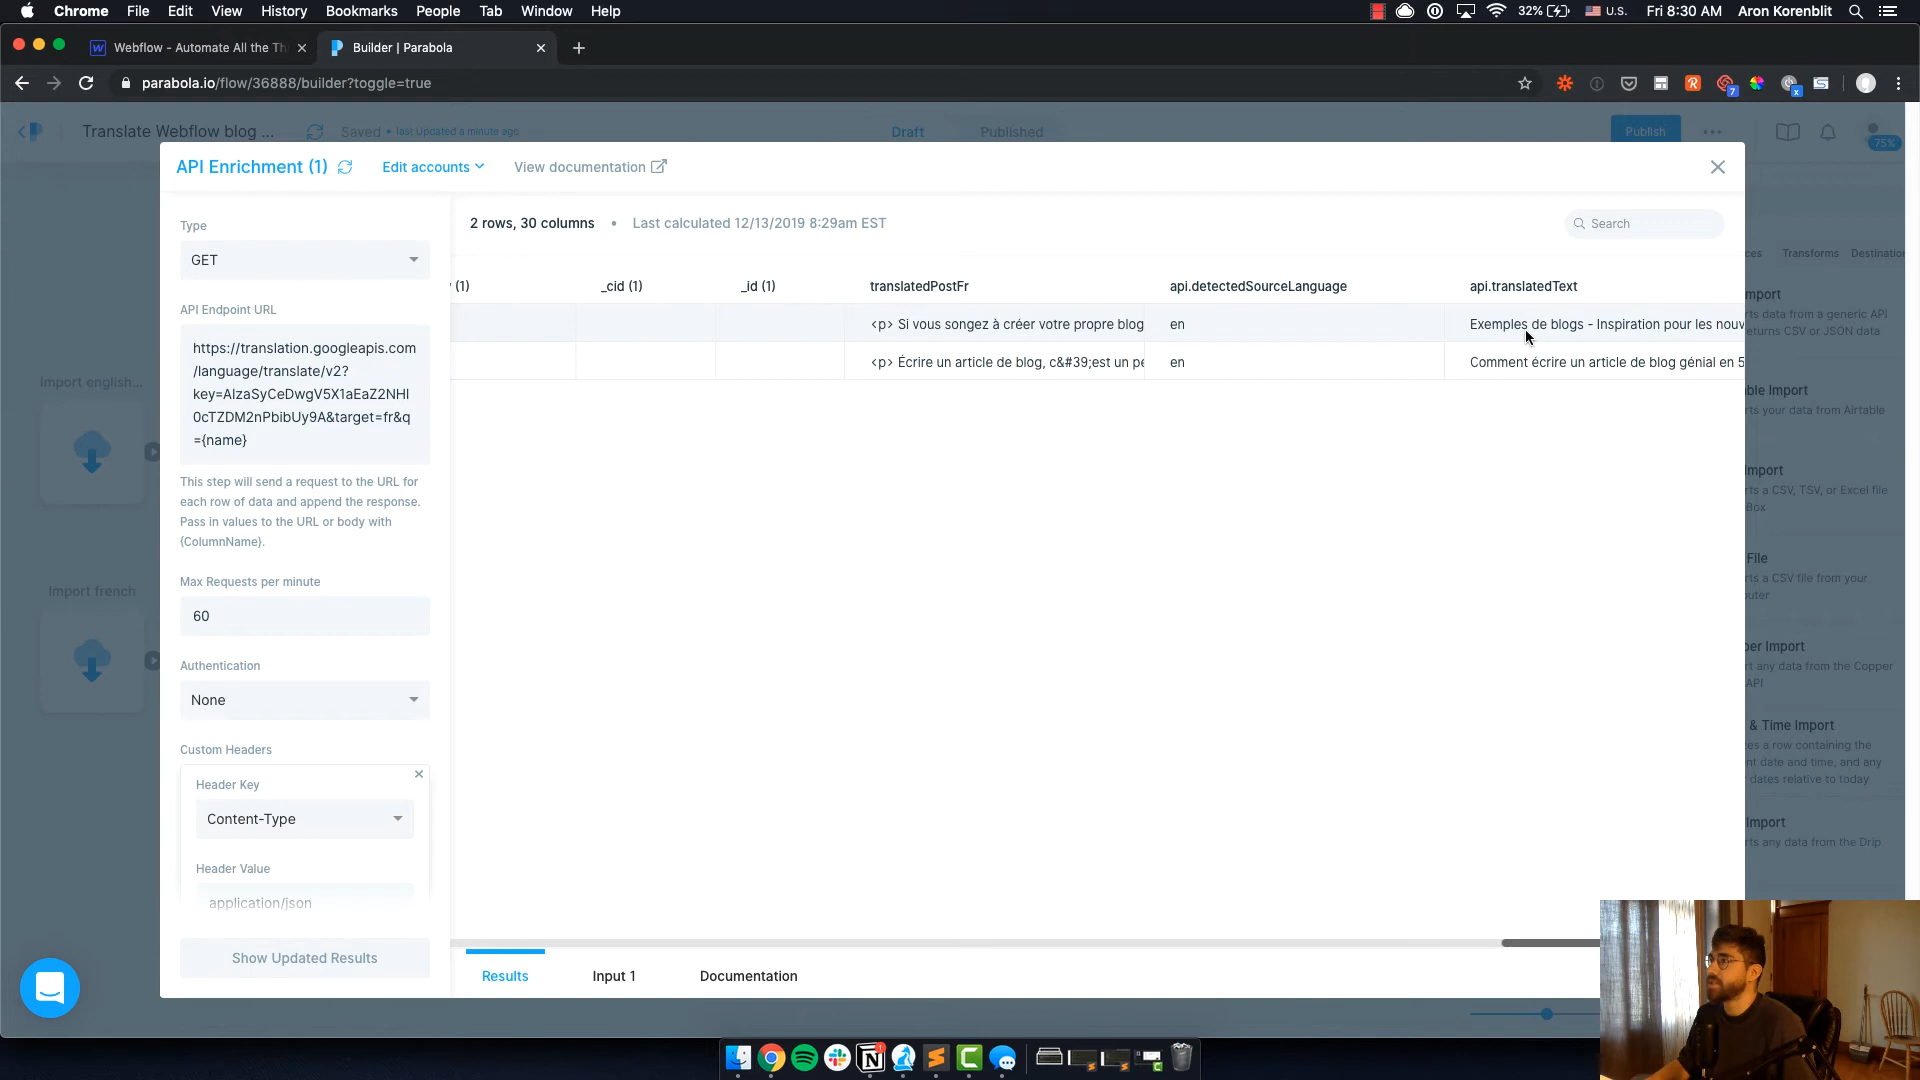 Chrome File Edit View History Bookmarks People Tab Window Help
32% U.S. Fri 8:30 AM Aron Korenblit
Webflow - Automate All the Th
Builder | Parabola
parabola.io/flow/36888/builder?toggle=true
7
x
Translate Webflow blog ...
Saved • last Updated a minute ago
Draft
Published
Publish
75%
API Enrichment (1)
Edit accounts
View documentation
Type
GET
API Endpoint URL
https://translation.googleapis.com
/language/translate/v2?
key=AIzaSyCeDwgV5X1aEaZ2NHl
0cTZDM2nPbibUy9A&target=fr&q
={name}
This step will send a request to the URL for
each row of data and append the response.
Pass in values to the URL or body with
{ColumnName}.
Max Requests per minute
60
Authentication
None
Custom Headers
Header Key
Content-Type
Header Value
application/json
Show Updated Results
2 rows, 30 columns • Last calculated 12/13/2019 8:29am EST
Search
(1) _cid (1) _id (1) translatedPostFr api.detectedSourceLanguage api.translatedText
<p> Si vous songez à créer votre propre blog en Exemples de blogs - Inspiration pour les nouv
<p> Écrire un article de blog, c&#39;est un pe en Comment écrire un article de blog génial en 5
Results
Input 1
Documentation
Import english...
Import french
Transforms
Destination